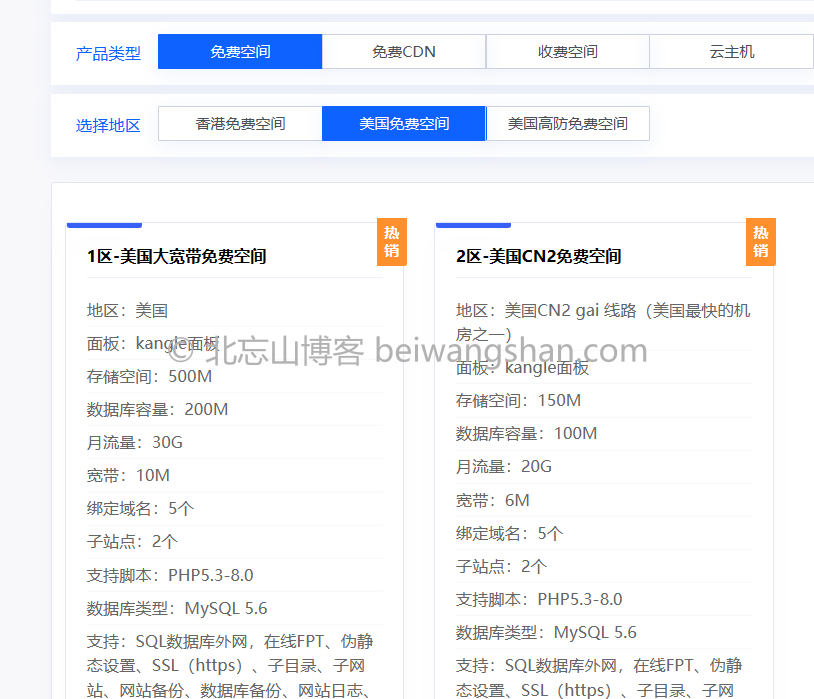 产品类型 免费空间 免费CDN 收费空间 云主机
选择地区 香港免费空间 美国免费空间 美国高防免费空间
热销
1区-美国大宽带免费空间
地区：美国
面板：kangle面板
存储空间：500M
数据库容量：200M
月流量：30G
宽带：10M
绑定域名：5个
子站点：2个
支持脚本：PHP5.3-8.0
数据库类型：MySQL 5.6
支持：SQL数据库外网，在线FPT、伪静
态设置、SSL（https）、子目录、子网
站、网站备份、数据库备份、网站日志、
热销
2区-美国CN2免费空间
地区：美国CN2 gai 线路（美国最快的机
房之一）
面板：kangle面板
存储空间：150M
数据库容量：100M
月流量：20G
宽带：6M
绑定域名：5个
子站点：2个
支持脚本：PHP5.3-8.0
数据库类型：MySQL 5.6
支持：SQL数据库外网，在线FPT、伪静
态设置、SSL（https）、子目录、子网
© 北忘山博客 beiwangshan.com